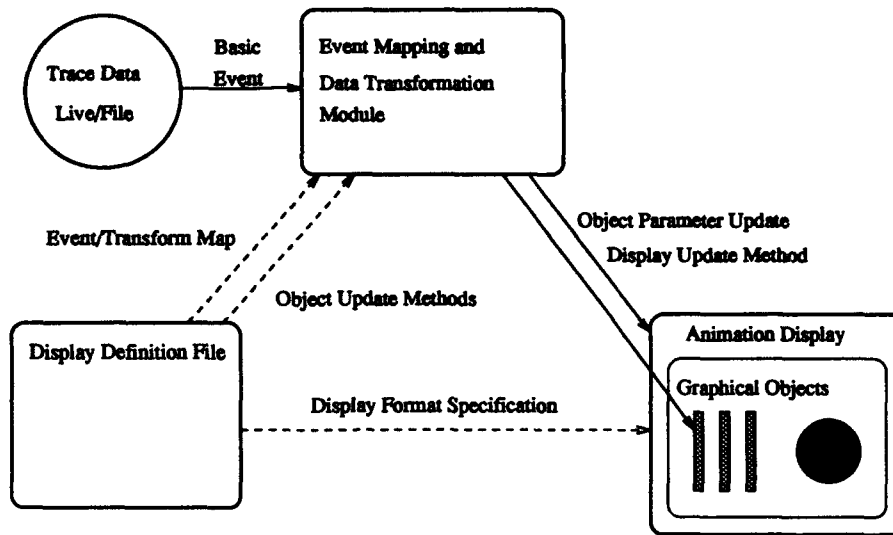 Trace Data
Live/File
Basic
Event
Event Mapping and
Data Transformation
Module
Event/Transform Map
Object Update Methods
Object Parameter Update
Display Update Method
Display Definition File
Display Format Specification
Animation Display
Graphical Objects